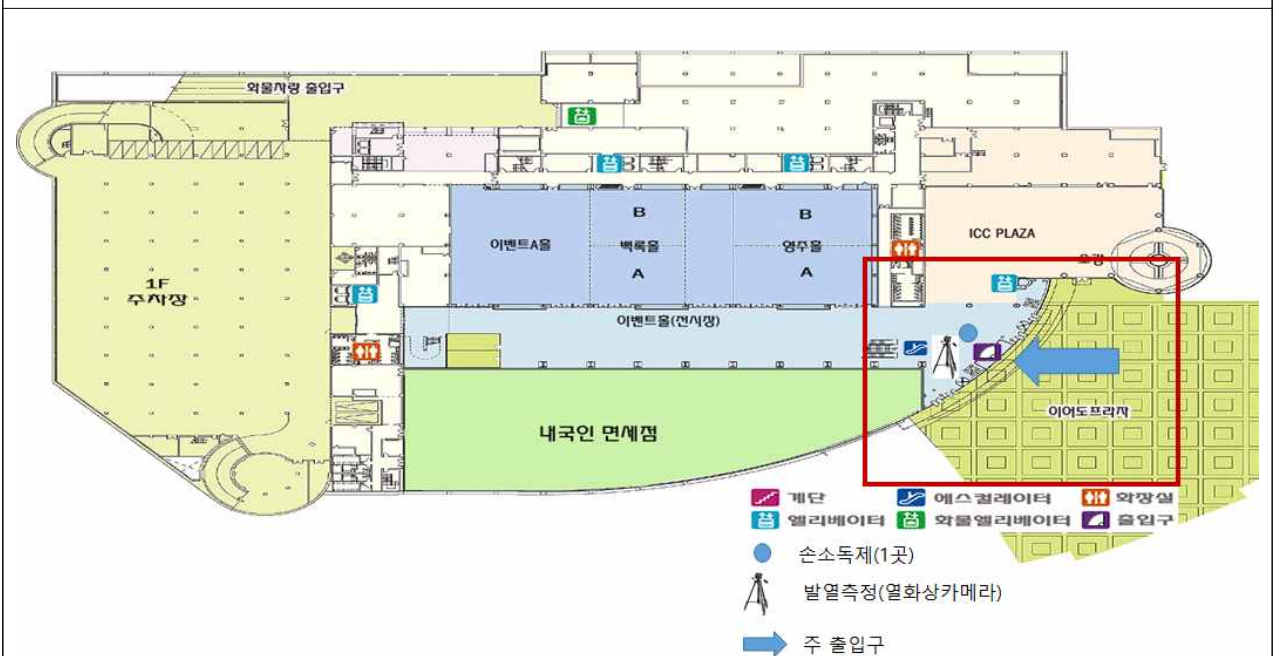 화물차량 출입구
B
B
이벤트A홀
백록홀
양주홀
ICC PLAZA
A
A
1F
주차장
이벤트홀(전시장)
이어도프라자
내국인 면세점
계단
에스컬레이터
화장실
엘리베이터
화물엘리베이터
출입구
손소독제(1곳)
발열측정(열화상카메라)
주 출입구